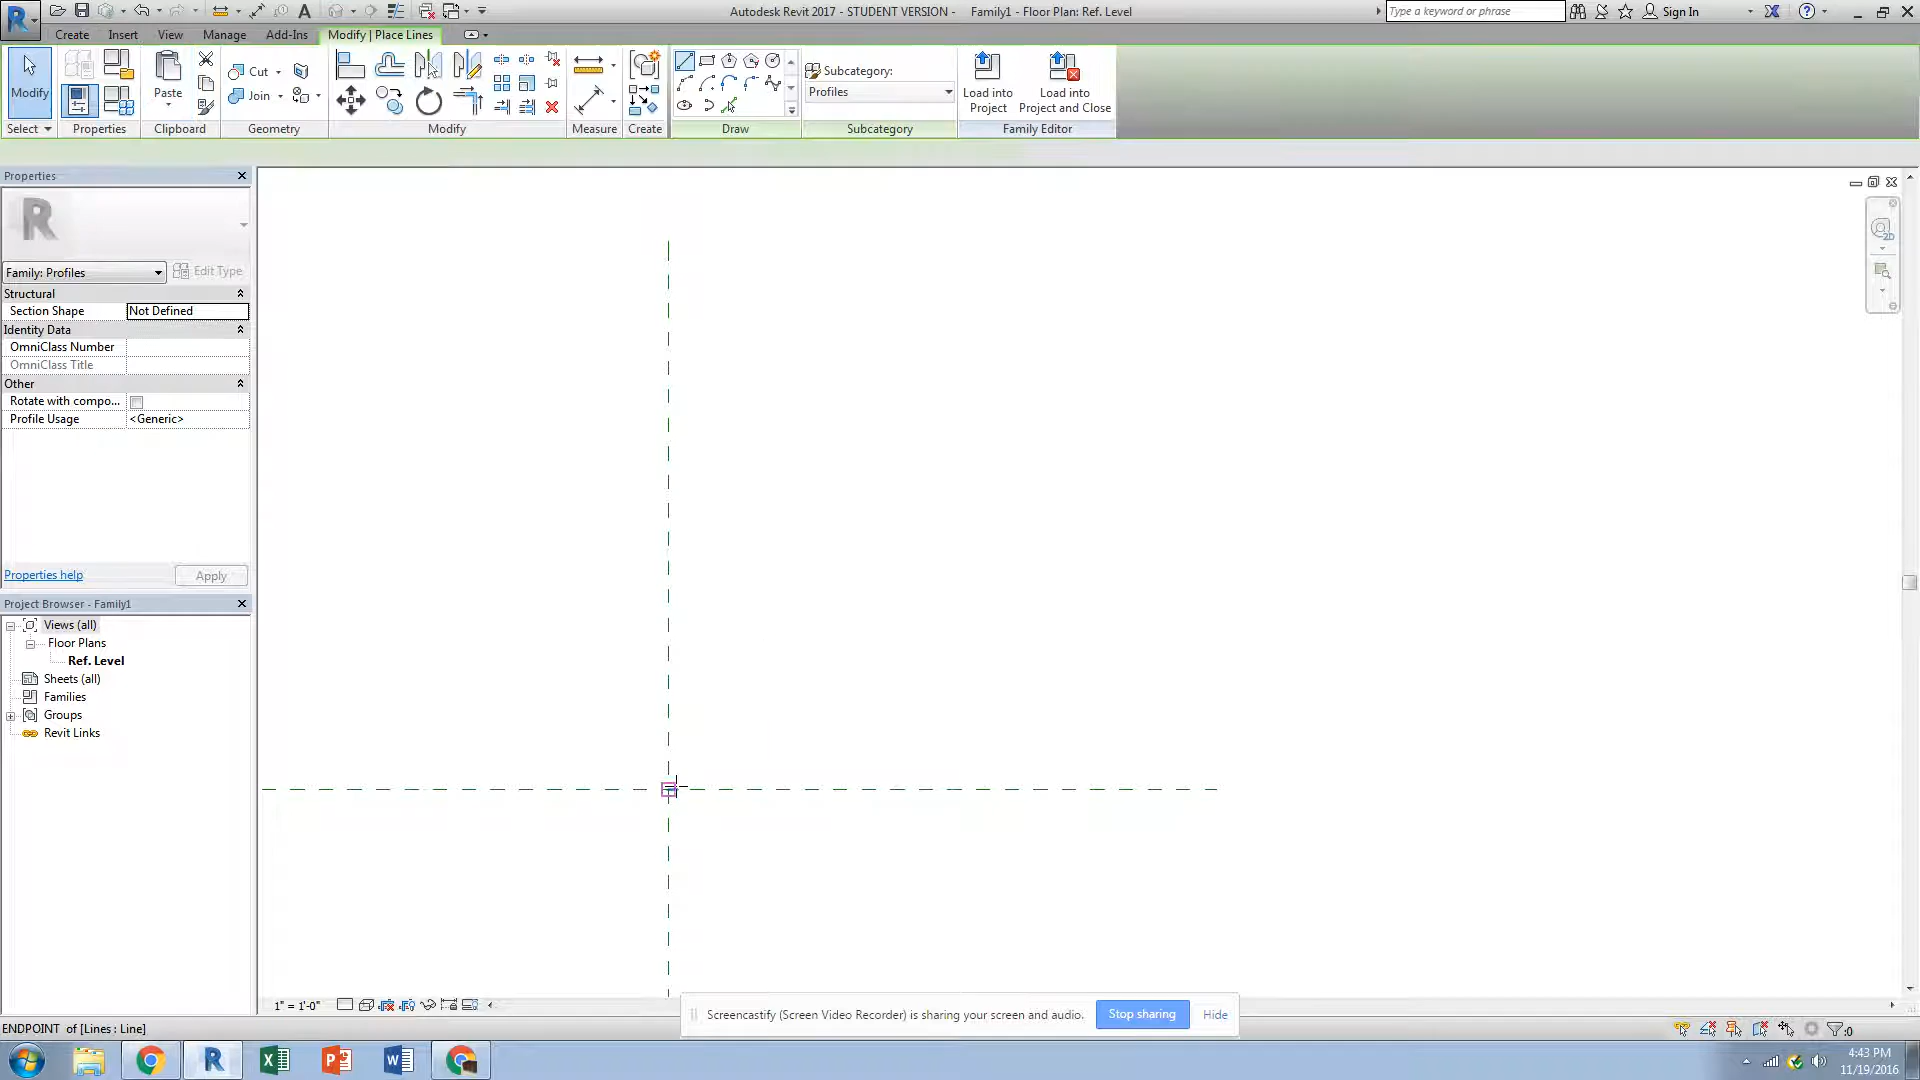 Autodesk Revit 2017 - STUDENT VERSION -    Family1 - Floor Plan: Ref. Level
Type a keyword or phrase
Sign In
Create Insert View Manage Add-Ins Modify | Place Lines
Modify
Paste
Cut
Join
Subcategory:
Profiles
Load into Project
Load into Project and Close
Select Properties Clipboard Geometry Modify Measure Create Draw Subcategory Family Editor
Properties
Family: Profiles
Edit Type
Structural
Section Shape Not Defined
Identity Data
OmniClass Number
OmniClass Title
Other
Rotate with compo...
Profile Usage <Generic>
Properties help
Apply
Project Browser - Family1
Views (all)
Floor Plans
Ref. Level
Sheets (all)
Families
Groups
Revit Links
2D
1" = 1'-0"
Screencastify (Screen Video Recorder) is sharing your screen and audio.
Stop sharing
Hide
ENDPOINT of [Lines : Line]
:0
4:43 PM
11/19/2016